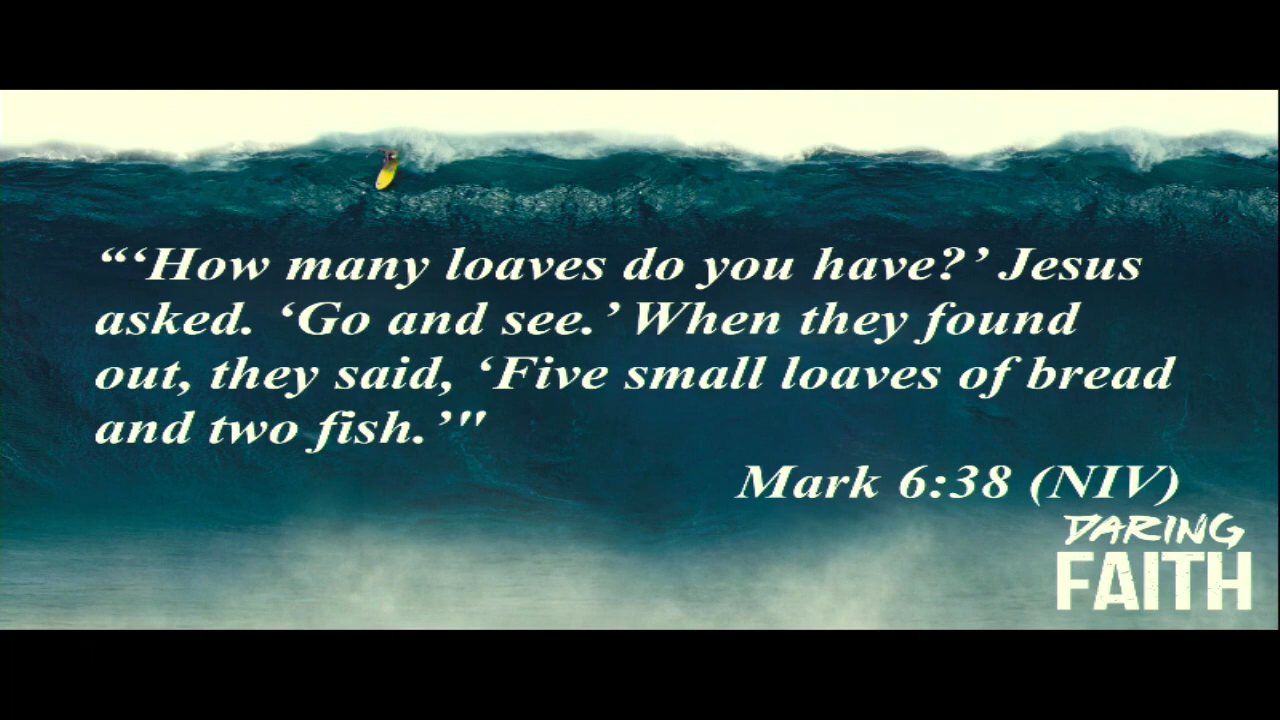 “‘How many loaves do you have?’ Jesus
asked. ‘Go and see.’ When they found
out, they said, ‘Five small loaves of bread
and two fish.’"
Mark 6:38 (NIV)
DARING
FAITH